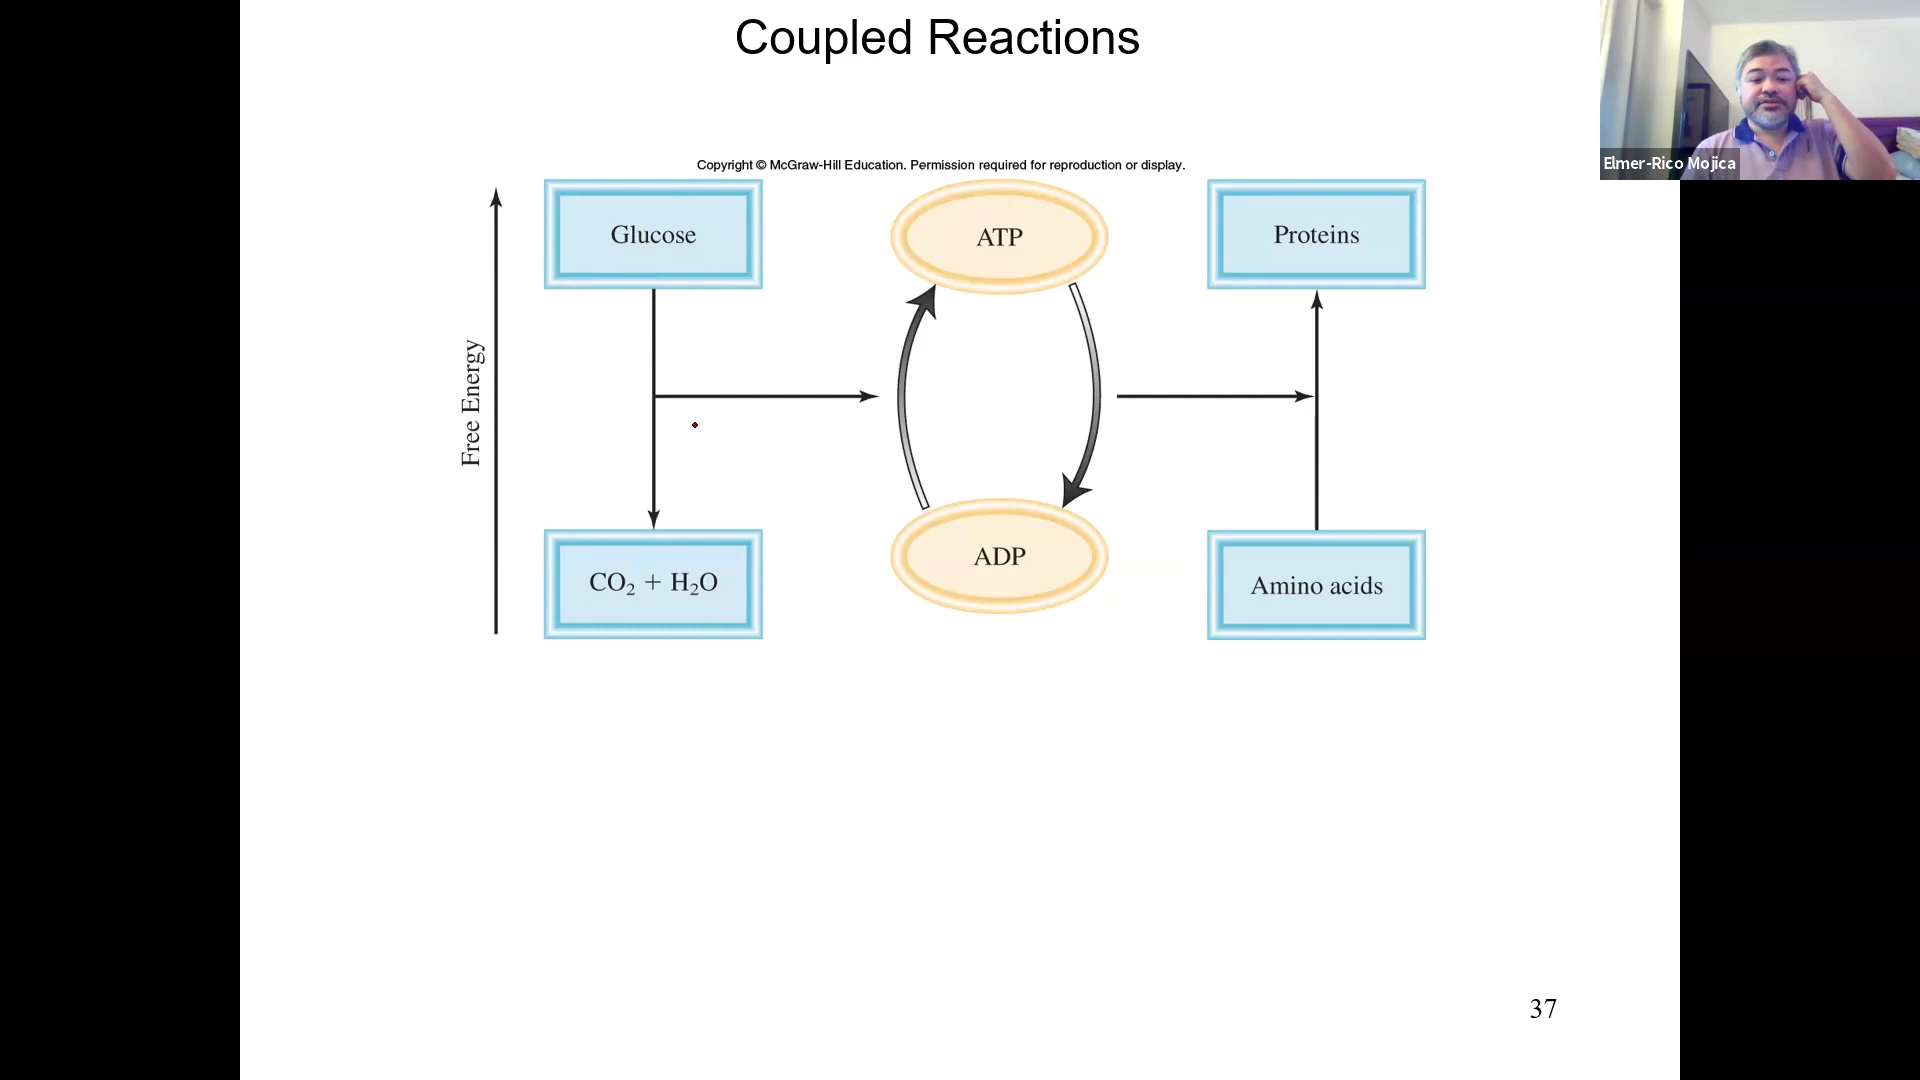 Coupled Reactions
Elmer-Rico Mojica
Copyright © McGraw-Hill Education. Permission required for reproduction or display.
Glucose
ATP
Proteins
Free Energy
CO₂ + H₂O
ADP
Amino acids
37